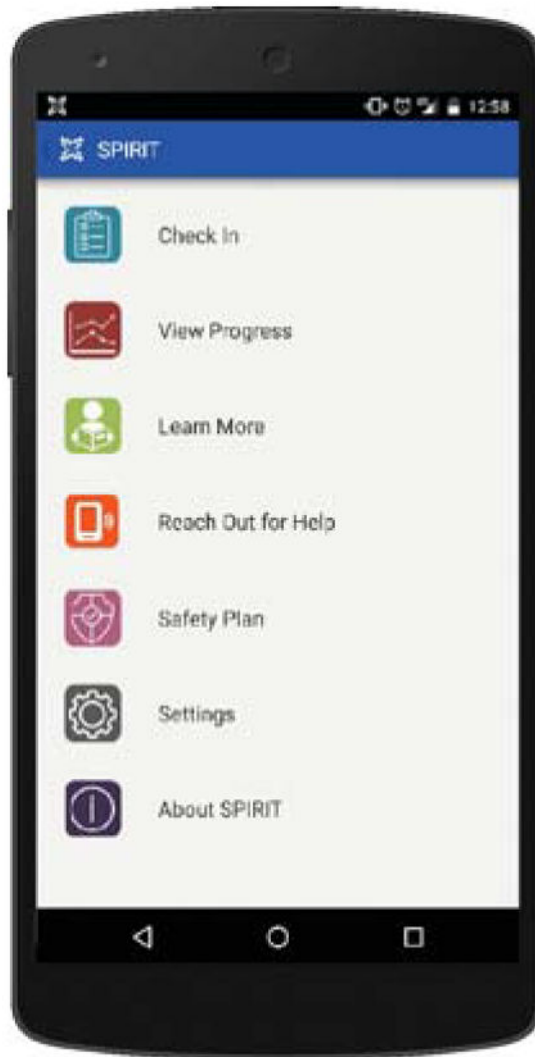 12:58
SPIRIT
Check In
View Progress
Learn More
Reach Out for Help
Safety Plan
Settings
About SPIRIT